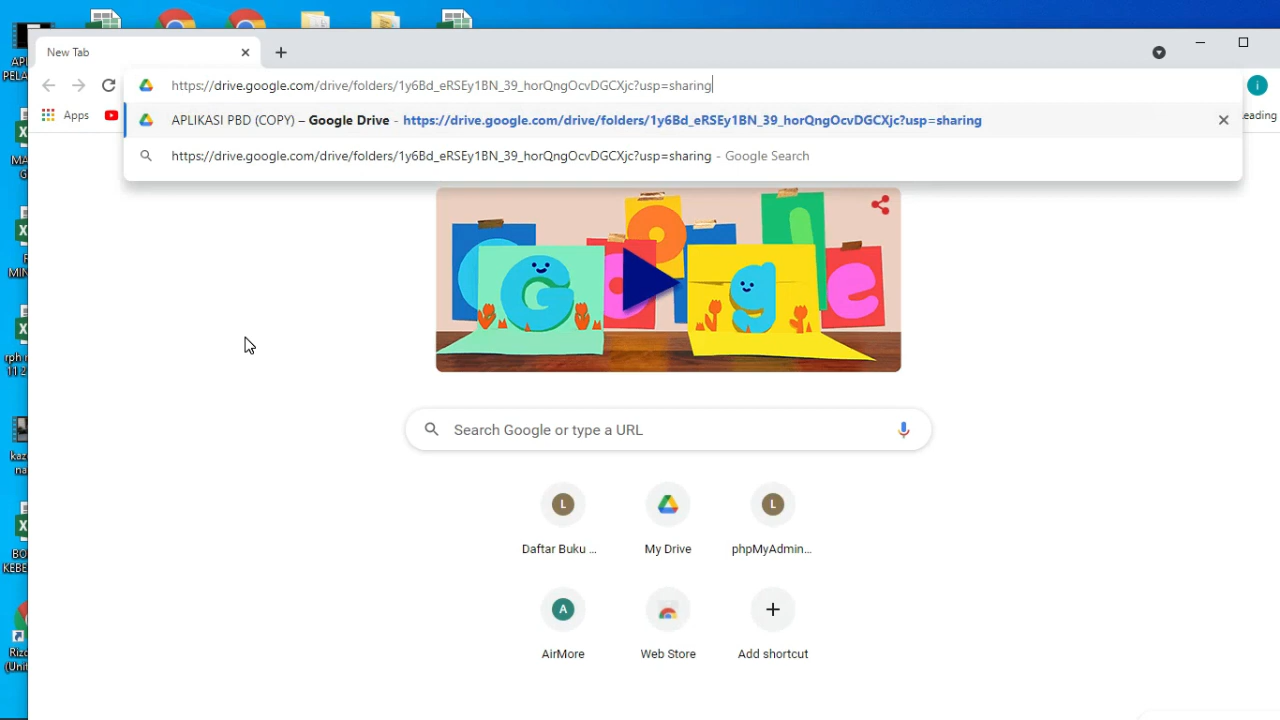 New Tab
https://drive.google.com/drive/folders/1y6Bd_eRSEy1BN_39_horQngOcvDGCXjc?usp=sharing
Apps
APLIKASI PBD (COPY) – Google Drive - https://drive.google.com/drive/folders/1y6Bd_eRSEy1BN_39_horQngOcvDGCXjc?usp=sharing
https://drive.google.com/drive/folders/1y6Bd_eRSEy1BN_39_horQngOcvDGCXjc?usp=sharing - Google Search
Search Google or type a URL
L
L
Daftar Buku ...
My Drive
phpMyAdmin...
A
AirMore
Web Store
Add shortcut